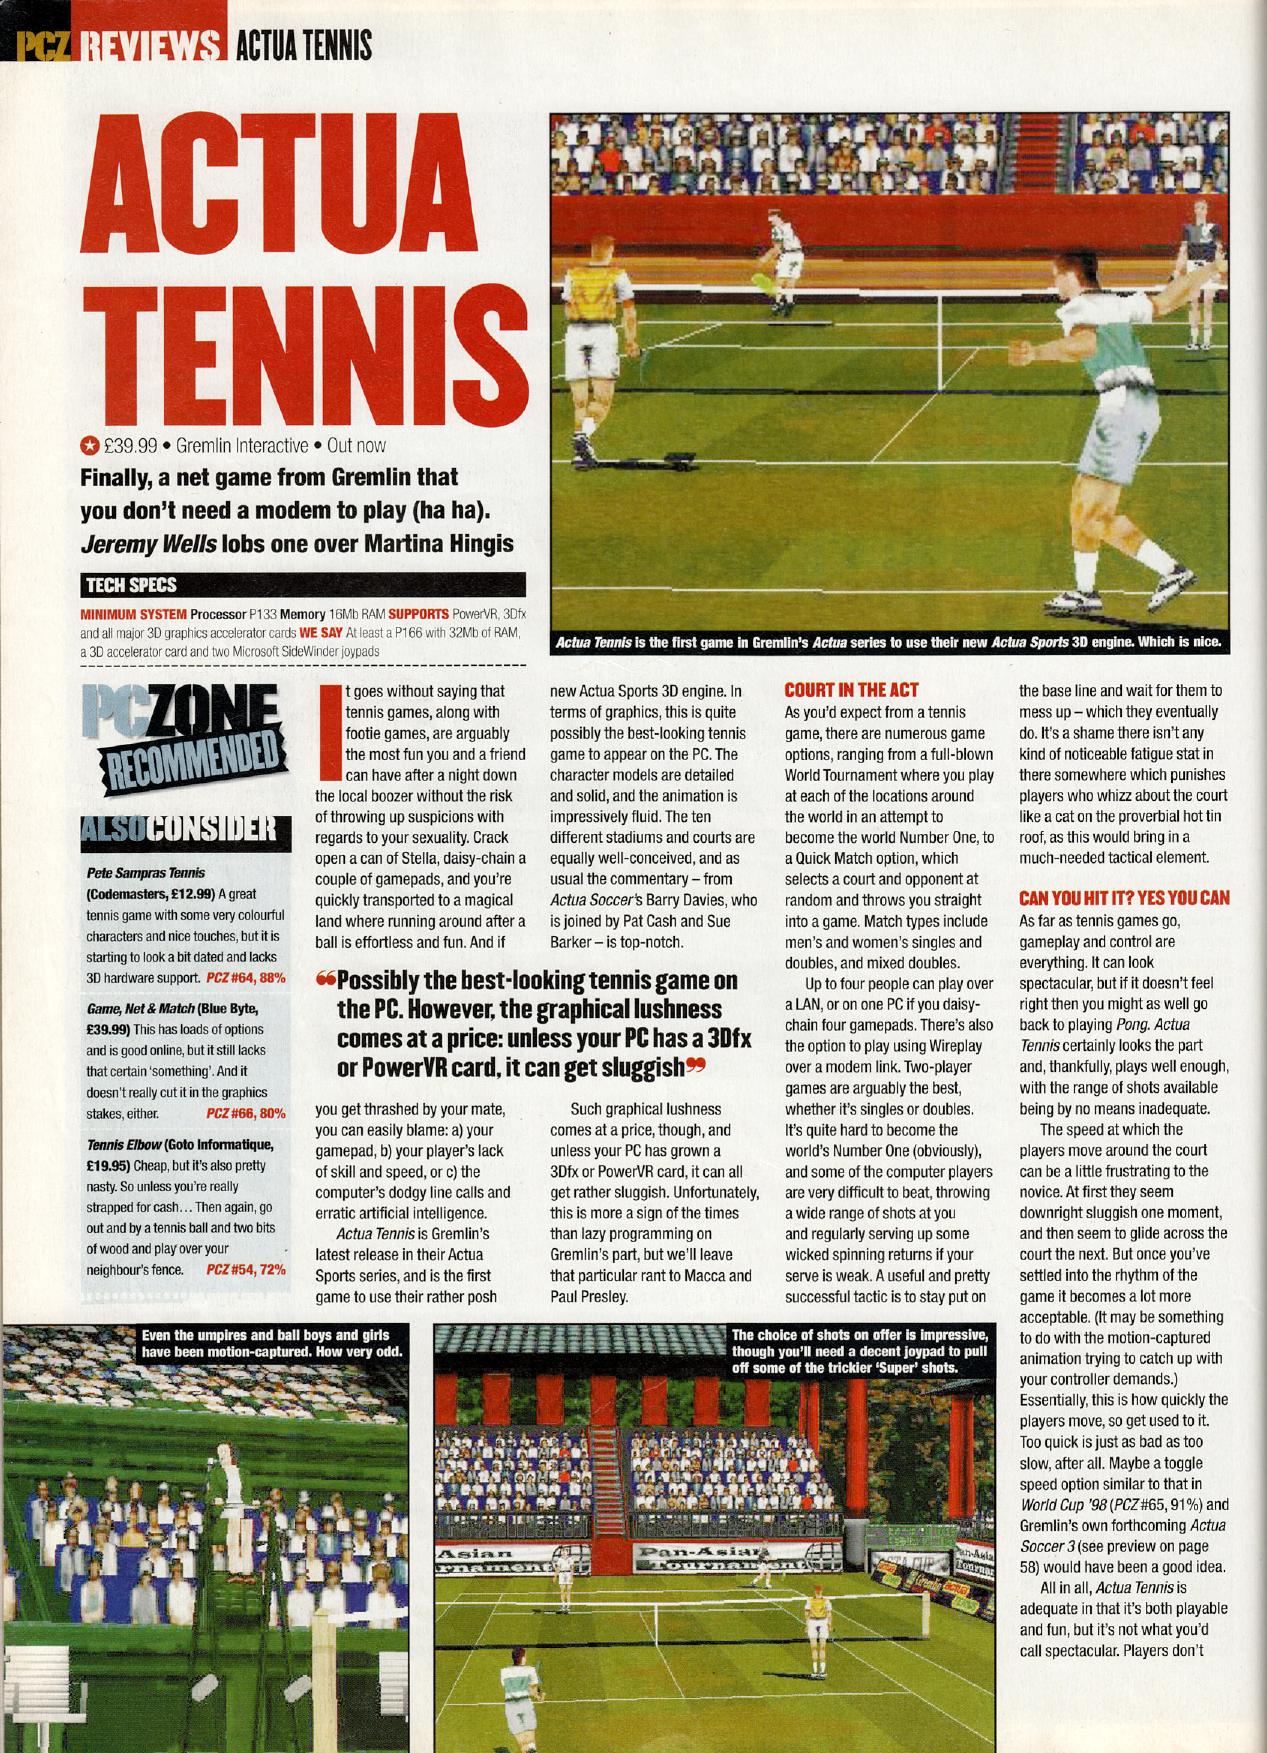 PCZ REVIEWS ACTUA TENNIS
ACTUA
TENNIS
£39.99 • Gremlin Interactive • Out now
Finally, a net game from Gremlin that
you don't need a modem to play (ha ha).
Jeremy Wells lobs one over Martina Hingis
TECH SPECS
MINIMUM SYSTEM Processor P133 Memory 16Mb RAM SUPPORTS PowerVR, 3Dfx
and all major 3D graphics accelerator cards WE SAY At least a P166 with 32Mb of RAM,
a 3D accelerator card and two Microsoft SideWinder joypads
Actua Tennis is the first game in Gremlin's Actua series to use their new Actua Sports 3D engine. Which is nice.
PCZONE
RECOMMENDED
ALSO CONSIDER
Pete Sampras Tennis
(Codemasters, £12.99) A great
tennis game with some very colourful
characters and nice touches, but it is
starting to look a bit dated and lacks
3D hardware support. PCZ #64, 88%
Game, Net & Match (Blue Byte,
£39.99) This has loads of options
and is good online, but it still lacks
that certain 'something'. And it
doesn't really cut it in the graphics
stakes, either. PCZ #66, 80%
Tennis Elbow (Goto Informatique,
£19.95) Cheap, but it's also pretty
nasty. So unless you're really
strapped for cash… Then again, go
out and by a tennis ball and two bits
of wood and play over your
neighbour's fence. PCZ #54, 72%
It goes without saying that
tennis games, along with
footie games, are arguably
the most fun you and a friend
can have after a night down
the local boozer without the risk
of throwing up suspicions with
regards to your sexuality. Crack
open a can of Stella, daisy-chain a
couple of gamepads, and you're
quickly transported to a magical
land where running around after a
ball is effortless and fun. And if
you get thrashed by your mate,
you can easily blame: a) your
gamepad, b) your player's lack
of skill and speed, or c) the
computer's dodgy line calls and
erratic artificial intelligence.
Actua Tennis is Gremlin's
latest release in their Actua
Sports series, and is the first
game to use their rather posh
new Actua Sports 3D engine. In
terms of graphics, this is quite
possibly the best-looking tennis
game to appear on the PC. The
character models are detailed
and solid, and the animation is
impressively fluid. The ten
different stadiums and courts are
equally well-conceived, and as
usual the commentary – from
Actua Soccer's Barry Davies, who
is joined by Pat Cash and Sue
Barker – is top-notch.
“Possibly the best-looking tennis game on
the PC. However, the graphical lushness
comes at a price: unless your PC has a 3Dfx
or PowerVR card, it can get sluggish”
Such graphical lushness
comes at a price, though, and
unless your PC has grown a
3Dfx or PowerVR card, it can all
get rather sluggish. Unfortunately,
this is more a sign of the times
than lazy programming on
Gremlin's part, but we'll leave
that particular rant to Macca and
Paul Presley.
COURT IN THE ACT
As you'd expect from a tennis
game, there are numerous game
options, ranging from a full-blown
World Tournament where you play
at each of the locations around
the world in an attempt to
become the world Number One, to
a Quick Match option, which
selects a court and opponent at
random and throws you straight
into a game. Match types include
men's and women's singles and
doubles, and mixed doubles.
Up to four people can play over
a LAN, or on one PC if you daisy-
chain four gamepads. There's also
the option to play using Wireplay
over a modem link. Two-player
games are arguably the best,
whether it's singles or doubles.
It's quite hard to become the
world's Number One (obviously),
and some of the computer players
are very difficult to beat, throwing
a wide range of shots at you
and regularly serving up some
wicked spinning returns if your
serve is weak. A useful and pretty
successful tactic is to stay put on
the base line and wait for them to
mess up – which they eventually
do. It's a shame there isn't any
kind of noticeable fatigue stat in
there somewhere which punishes
players who whizz about the court
like a cat on the proverbial hot tin
roof, as this would bring in a
much-needed tactical element.
CAN YOU HIT IT? YES YOU CAN
As far as tennis games go,
gameplay and control are
everything. It can look
spectacular, but if it doesn't feel
right then you might as well go
back to playing Pong. Actua
Tennis certainly looks the part
and, thankfully, plays well enough,
with the range of shots available
being by no means inadequate.
The speed at which the
players move around the court
can be a little frustrating to the
novice. At first they seem
downright sluggish one moment,
and then seem to glide across the
court the next. But once you've
settled into the rhythm of the
game it becomes a lot more
acceptable. (It may be something
to do with the motion-captured
animation trying to catch up with
your controller demands.)
Essentially, this is how quickly the
players move, so get used to it.
Too quick is just as bad as too
slow, after all. Maybe a toggle
speed option similar to that in
World Cup '98 (PCZ #65, 91%) and
Gremlin's own forthcoming Actua
Soccer 3 (see preview on page
58) would have been a good idea.
All in all, Actua Tennis is
adequate in that it's both playable
and fun, but it's not what you'd
call spectacular. Players don't
Even the umpires and ball boys and girls
have been motion-captured. How very odd.
The choice of shots on offer is impressive,
though you'll need a decent joypad to pull
off some of the trickier 'Super' shots.
Asian
Tournament
Pan-Asian
Tournament
Pan-Asia